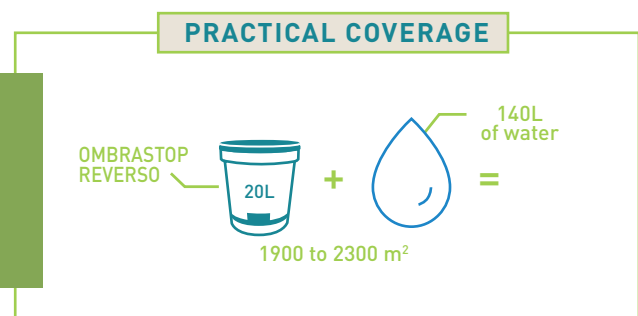 PRACTICAL COVERAGE
OMBRASTOP
REVERSO
20L
+
140L
of water
=
1900 to 2300 m²